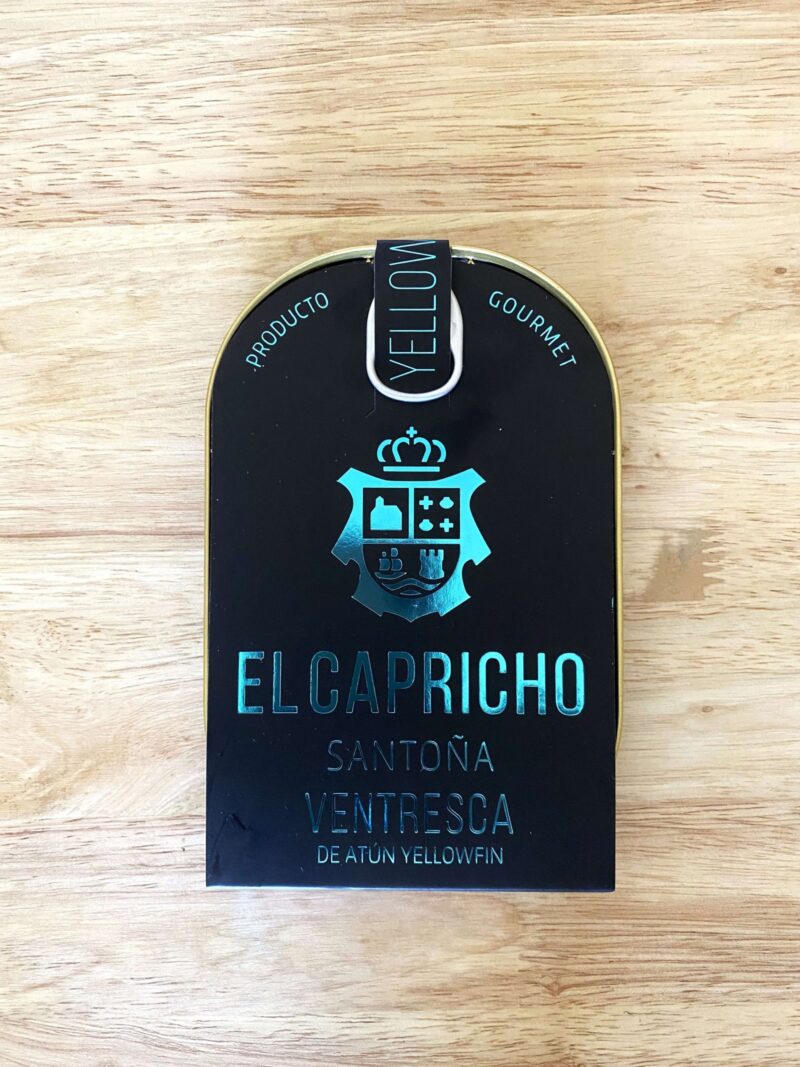 YELLOW
PRODUCTO GOURMET
EL CAPRICHO
SANTOÑA
VENTRESCA
DE ATÚN YELLOWFIN